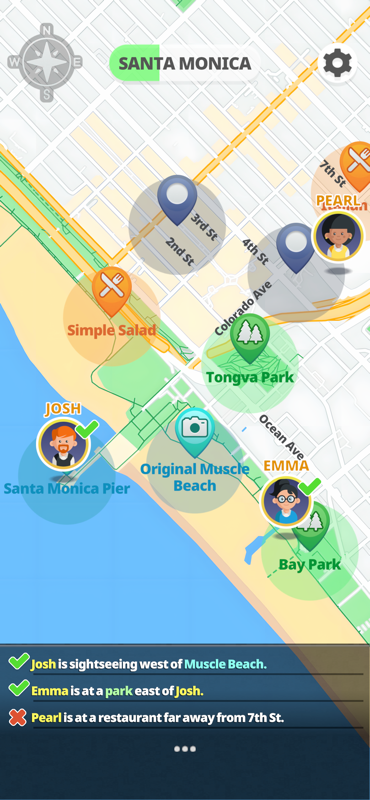 N
W E
S
SANTA MONICA
7th St
PEARL
3rd St
2nd St
4th St
Colorado Ave
Simple Salad
Tongva Park
JOSH
Ocean Ave
Original Muscle
Beach
EMMA
Santa Monica Pier
Bay Park
Josh is sightseeing west of Muscle Beach.
Emma is at a park east of Josh.
Pearl is at a restaurant far away from 7th St.